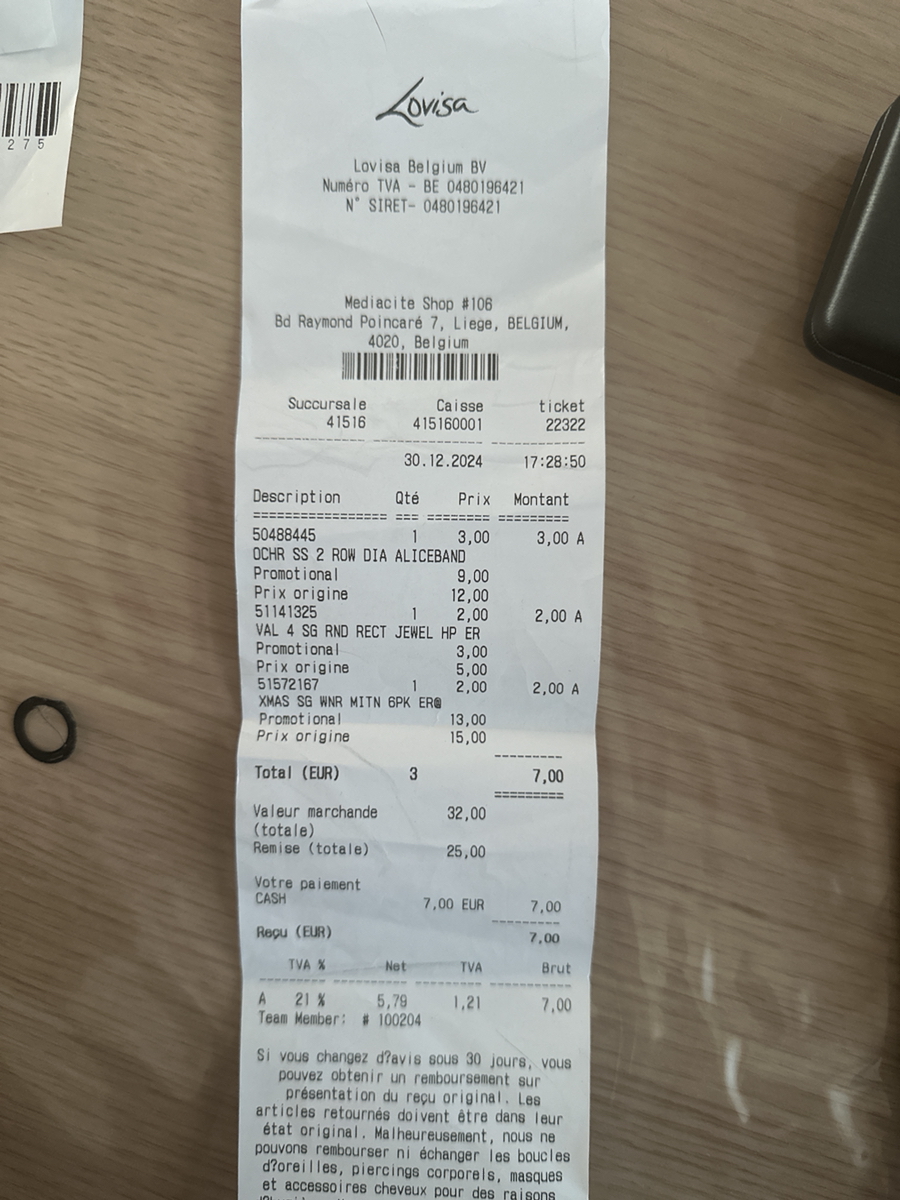 275
Lovisa
Lovisa Belgium BV
Numéro TVA - BE 0480196421
N° SIRET- 0480196421
Mediacite Shop #106
Bd Raymond Poincaré 7, Liege, BELGIUM,
4020, Belgium
Succursale Caisse ticket
41516 415160001 22322
30.12.2024 17:28:50
Description Qté Prix Montant
50488445 1 3,00 3,00 A
OCHR SS 2 ROW DIA ALICEBAND
Promotional 9,00
Prix origine 12,00
51141325 1 2,00 2,00 A
VAL 4 SG RND RECT JEWEL HP ER
Promotional 3,00
Prix origine 5,00
51572167 1 2,00 2,00 A
XMAS SG WNR MITN 6PK ER@
Promotional 13,00
Prix origine 15,00
Total (EUR) 3 7,00
Valeur marchande 32,00
(totale)
Remise (totale) 25,00
Votre paiement
CASH 7,00 EUR 7,00
Reçu (EUR) 7,00
TVA % Net TVA Brut
A 21 % 5,79 1,21 7,00
Team Member: # 100204
Si vous changez d?avis sous 30 jours, vous
pouvez obtenir un remboursement sur
présentation du reçu original. Les
articles retournés doivent être dans leur
état original. Malheureusement, nous ne
pouvons rembourser ni échanger les boucles
d?oreilles, piercings corporels, masques
et accessoires cheveux pour des raisons